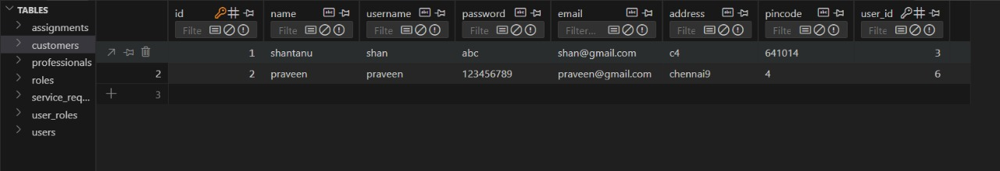 TABLES
assignments
customers
professionals
roles
service_req...
user_roles
users
id name username password email address pincode user_id
Filte Filte Filte Filte Filter... Filte Filte Filte
1 shantanu shan abc shan@gmail.com c4 641014 3
2 2 praveen praveen 123456789 praveen@gmail.com chennai9 4 6
3